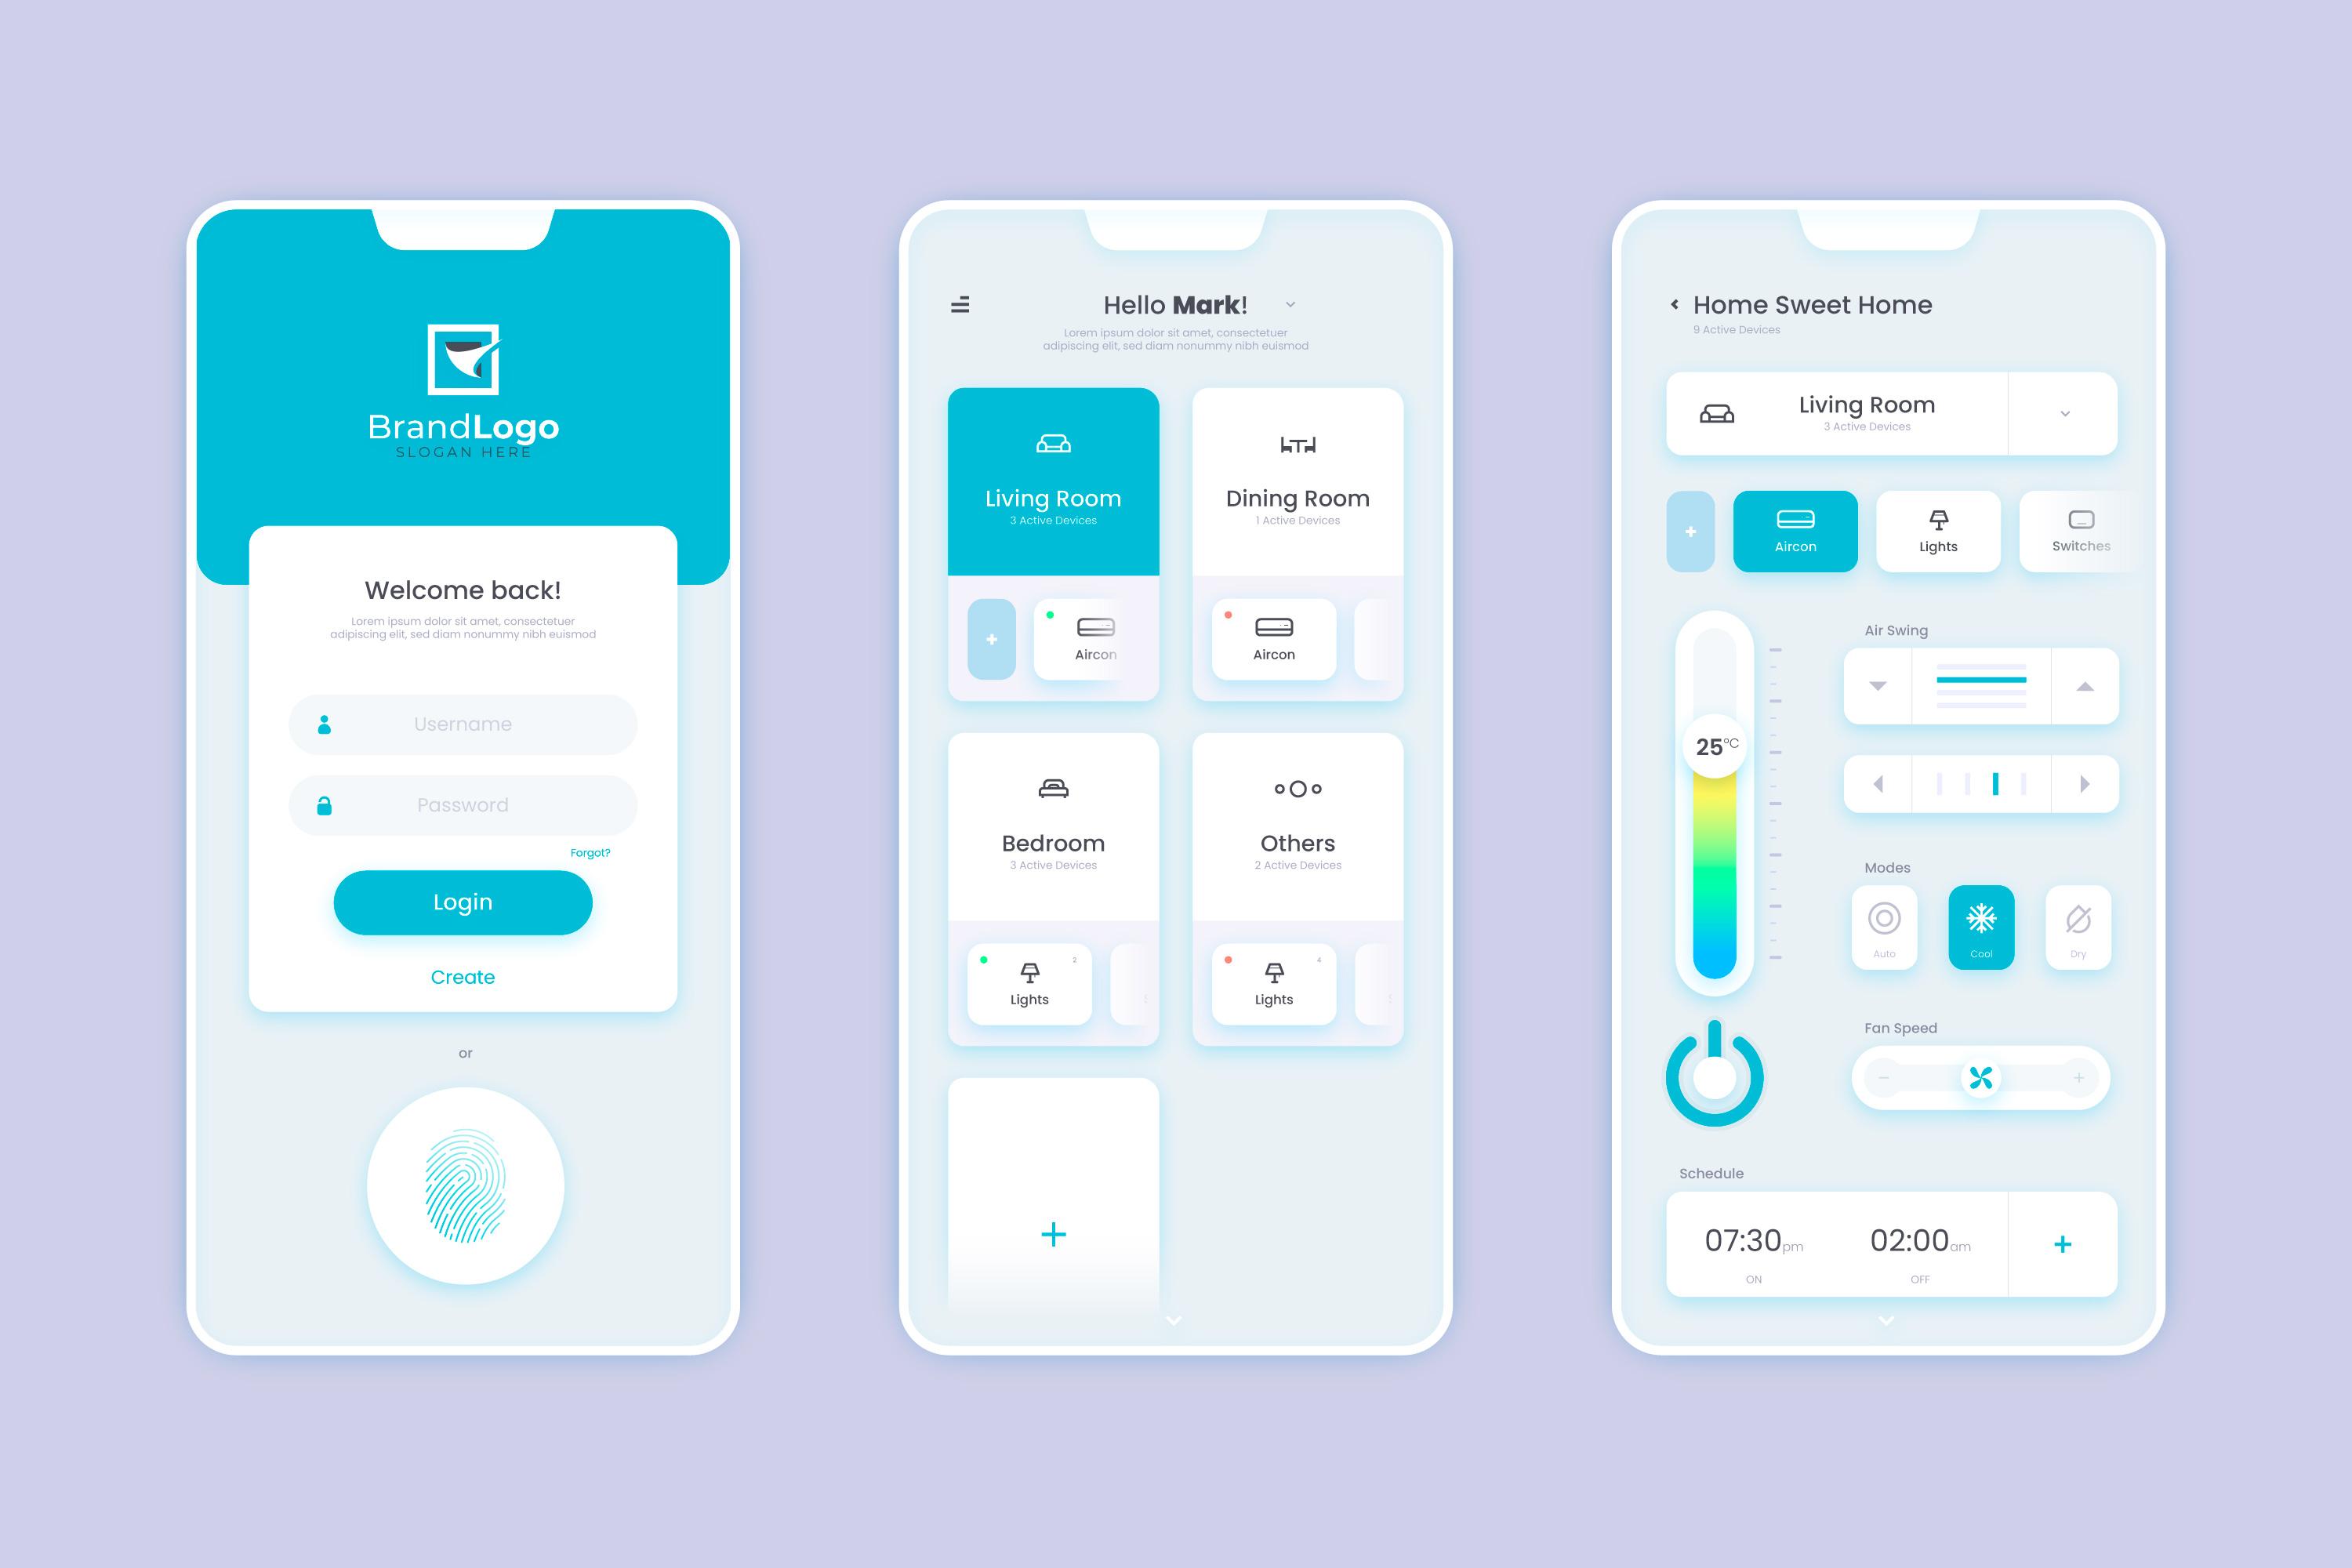 BrandLogo
SLOGAN HERE
Welcome back!
Lorem ipsum dolor sit amet, consectetuer
adipiscing elit, sed diam nonummy nibh euismod
Username
Password
Forgot?
Login
Create
or
Hello Mark!
Lorem ipsum dolor sit amet, consectetuer
adipiscing elit, sed diam nonummy nibh euismod
Living Room
3 Active Devices
+
Aircon
Dining Room
1 Active Devices
Aircon
Bedroom
3 Active Devices
2
Lights
Others
2 Active Devices
4
Lights
+
Home Sweet Home
9 Active Devices
Living Room
3 Active Devices
+
Aircon
Lights
Switches
25°C
Air Swing
Modes
Auto
Cool
Dry
Fan Speed
− +
Schedule
07:30pm
ON
02:00am
OFF
+